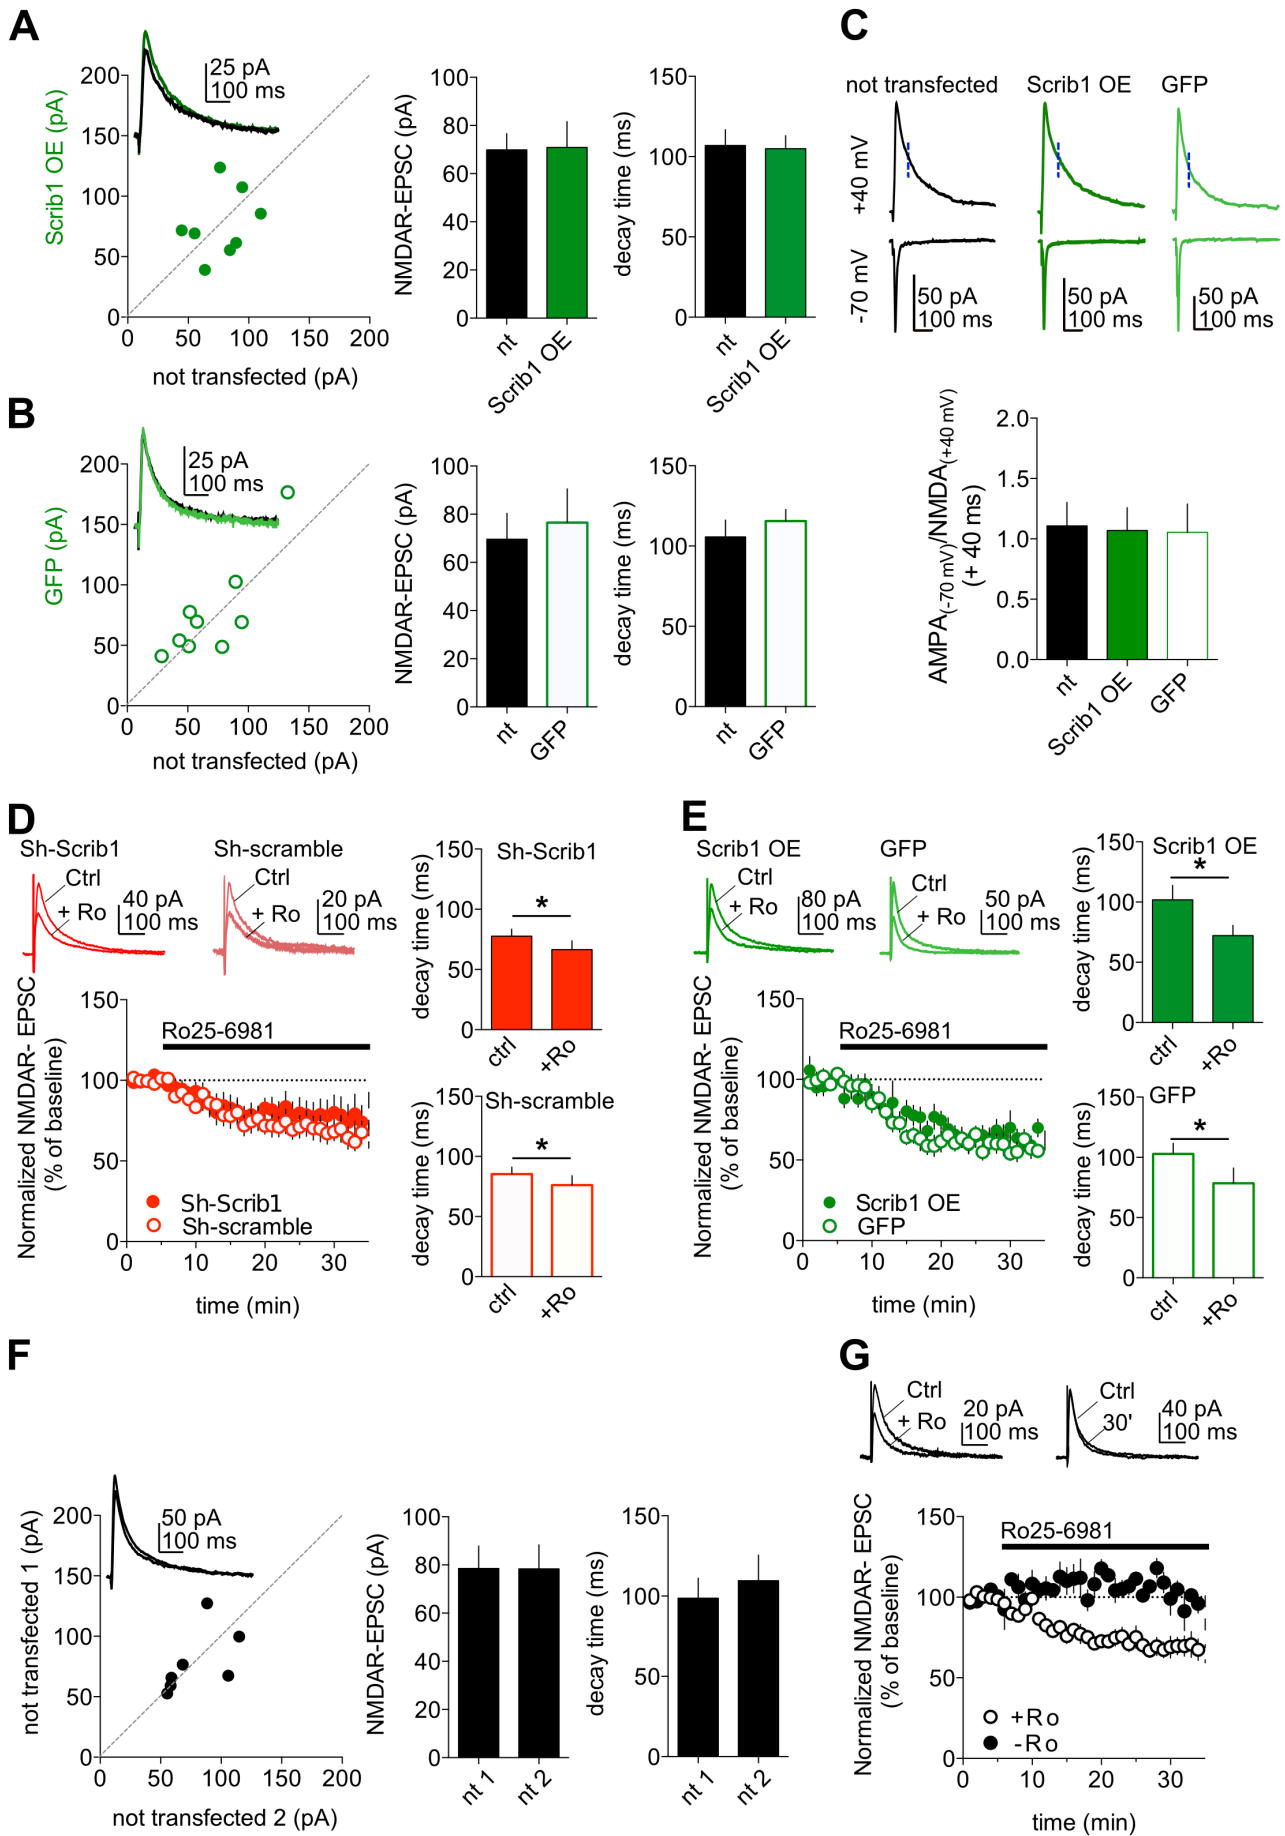 A
Scrib1 OE (pA)
200
150
100
50
0
25 pA
100 ms
0 50 100 150 200
not transfected (pA)
NMDAR-EPSC (pA)
100
80
60
40
20
0
nt
Scrib1 OE
decay time (ms)
150
100
50
0
nt
Scrib1 OE
B
GFP (pA)
200
150
100
50
0
25 pA
100 ms
0 50 100 150 200
not transfected (pA)
NMDAR-EPSC (pA)
100
80
60
40
20
0
nt
GFP
decay time (ms)
150
100
50
0
nt
GFP
C
not transfected
Scrib1 OE
GFP
+40 mV
-70 mV
50 pA
100 ms
50 pA
100 ms
50 pA
100 ms
AMPA(-70 mV)/NMDA(+40 mV)
(+ 40 ms)
2.0
1.5
1.0
0.5
0.0
nt
Scrib1 OE
GFP
D
Sh-Scrib1
Ctrl
+ Ro
40 pA
100 ms
Sh-scramble
Ctrl
+ Ro
20 pA
100 ms
Normalized NMDAR- EPSC
(% of baseline)
150
100
50
0
Ro25-6981
Sh-Scrib1
Sh-scramble
0 10 20 30
time (min)
decay time (ms)
150
100
50
0
Sh-Scrib1
*
ctrl
+Ro
decay time (ms)
150
100
50
0
Sh-scramble
*
ctrl
+Ro
E
Scrib1 OE
Ctrl
+ Ro
80 pA
100 ms
GFP
Ctrl
+ Ro
50 pA
100 ms
Normalized NMDAR- EPSC
(% of baseline)
150
100
50
0
Ro25-6981
Scrib1 OE
GFP
0 10 20 30
time (min)
decay time (ms)
150
100
50
0
Scrib1 OE
*
ctrl
+Ro
decay time (ms)
150
100
50
0
GFP
*
ctrl
+Ro
F
not transfected 1 (pA)
200
150
100
50
0
50 pA
100 ms
0 50 100 150 200
not transfected 2 (pA)
NMDAR-EPSC (pA)
100
80
60
40
20
0
nt 1
nt 2
decay time (ms)
150
100
50
0
nt 1
nt 2
G
Ctrl
+ Ro
20 pA
100 ms
Ctrl
30'
40 pA
100 ms
Normalized NMDAR- EPSC
(% of baseline)
150
100
50
0
Ro25-6981
+Ro
-Ro
0 10 20 30
time (min)